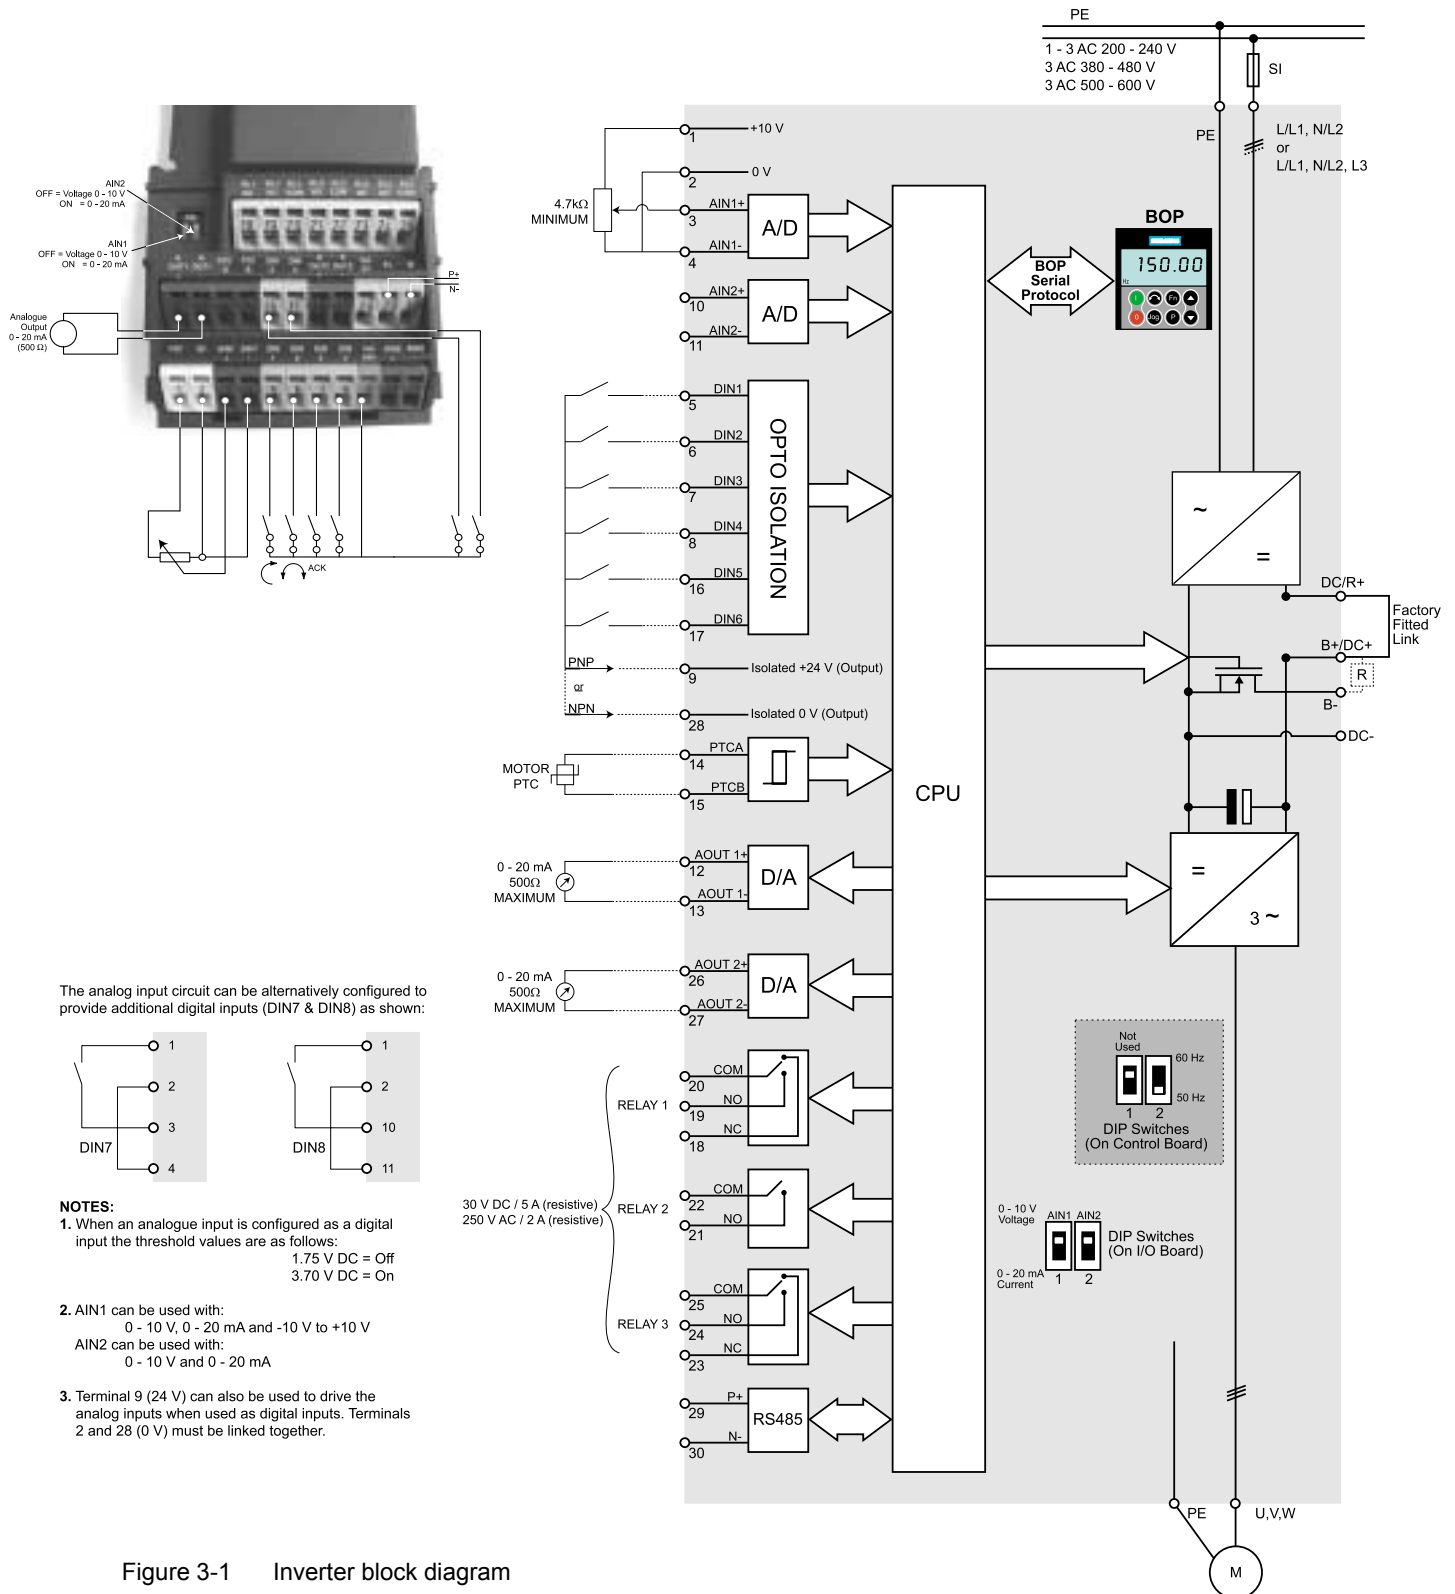 PE
1 - 3 AC 200 - 240 V
3 AC 380 - 480 V
3 AC 500 - 600 V
SI
PE
L/L1, N/L2
or
L/L1, N/L2, L3
AIN2
OFF = Voltage 0 - 10 V
ON = 0 - 20 mA
AIN1
OFF = Voltage 0 - 10 V
ON = 0 - 20 mA
P+
N-
Analogue
Output
0 - 20 mA
(500 Ω)
ACK
4.7kΩ
MINIMUM
1
+10 V
2
0 V
AIN1+
3
AIN1-
4
A/D
AIN2+
10
AIN2-
11
A/D
BOP
Serial
Protocol
BOP
150.00
Hz
I
Fn
0
Jog
P
DIN1
5
DIN2
6
DIN3
7
DIN4
8
DIN5
16
DIN6
17
OPTO ISOLATION
PNP
9
Isolated +24 V (Output)
or
NPN
28
Isolated 0 V (Output)
MOTOR
PTC
PTCA
14
PTCB
15
CPU
~
=
DC/R+
Factory
Fitted
Link
B+/DC+
R
B-
DC-
=
3 ~
0 - 20 mA
500Ω
MAXIMUM
AOUT 1+
12
AOUT 1-
13
D/A
0 - 20 mA
500Ω
MAXIMUM
AOUT 2+
26
AOUT 2-
27
D/A
30 V DC / 5 A (resistive)
250 V AC / 2 A (resistive)
RELAY 1
COM
20
NO
19
NC
18
RELAY 2
COM
22
NO
21
RELAY 3
COM
25
NO
24
NC
23
P+
29
N-
30
RS485
Not
Used
60 Hz
50 Hz
1 2
DIP Switches
(On Control Board)
0 - 10 V
Voltage
AIN1 AIN2
DIP Switches
(On I/O Board)
0 - 20 mA
Current
1 2
PE
U,V,W
M
The analog input circuit can be alternatively configured to
provide additional digital inputs (DIN7 & DIN8) as shown:
1
2
3
DIN7
4
1
2
10
DIN8
11
NOTES:
1. When an analogue input is configured as a digital
input the threshold values are as follows:
1.75 V DC = Off
3.70 V DC = On
2. AIN1 can be used with:
0 - 10 V, 0 - 20 mA and -10 V to +10 V
AIN2 can be used with:
0 - 10 V and 0 - 20 mA
3. Terminal 9 (24 V) can also be used to drive the
analog inputs when used as digital inputs. Terminals
2 and 28 (0 V) must be linked together.
Figure 3-1 Inverter block diagram